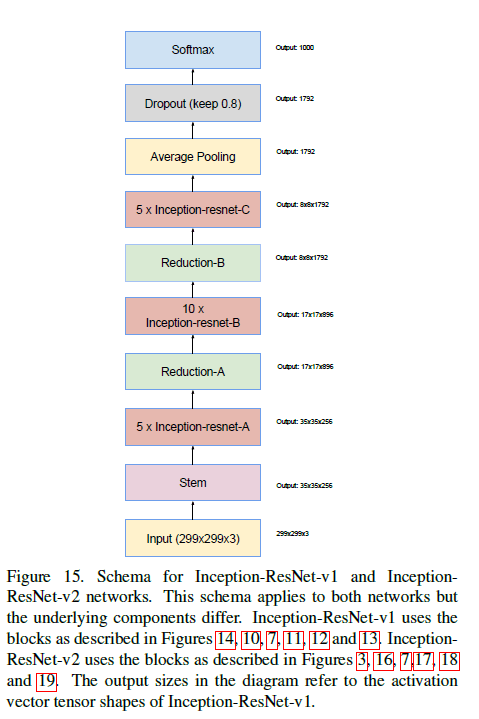 Softmax
Output: 1000
Dropout (keep 0.8)
Output: 1792
Average Pooling
Output: 1792
5 x Inception-resnet-C
Output: 8x8x1792
Reduction-B
Output: 8x8x1792
10 x
Inception-resnet-B
Output: 17x17x896
Reduction-A
Output: 17x17x896
5 x Inception-resnet-A
Output: 35x35x256
Stem
Output: 35x35x256
Input (299x299x3)
299x299x3
Figure 15. Schema for Inception-ResNet-v1 and Inception-
ResNet-v2 networks. This schema applies to both networks but
the underlying components differ. Inception-ResNet-v1 uses the
blocks as described in Figures 14, 10, 7, 11, 12 and 13. Inception-
ResNet-v2 uses the blocks as described in Figures 3, 16, 7,17, 18
and 19. The output sizes in the diagram refer to the activation
vector tensor shapes of Inception-ResNet-v1.